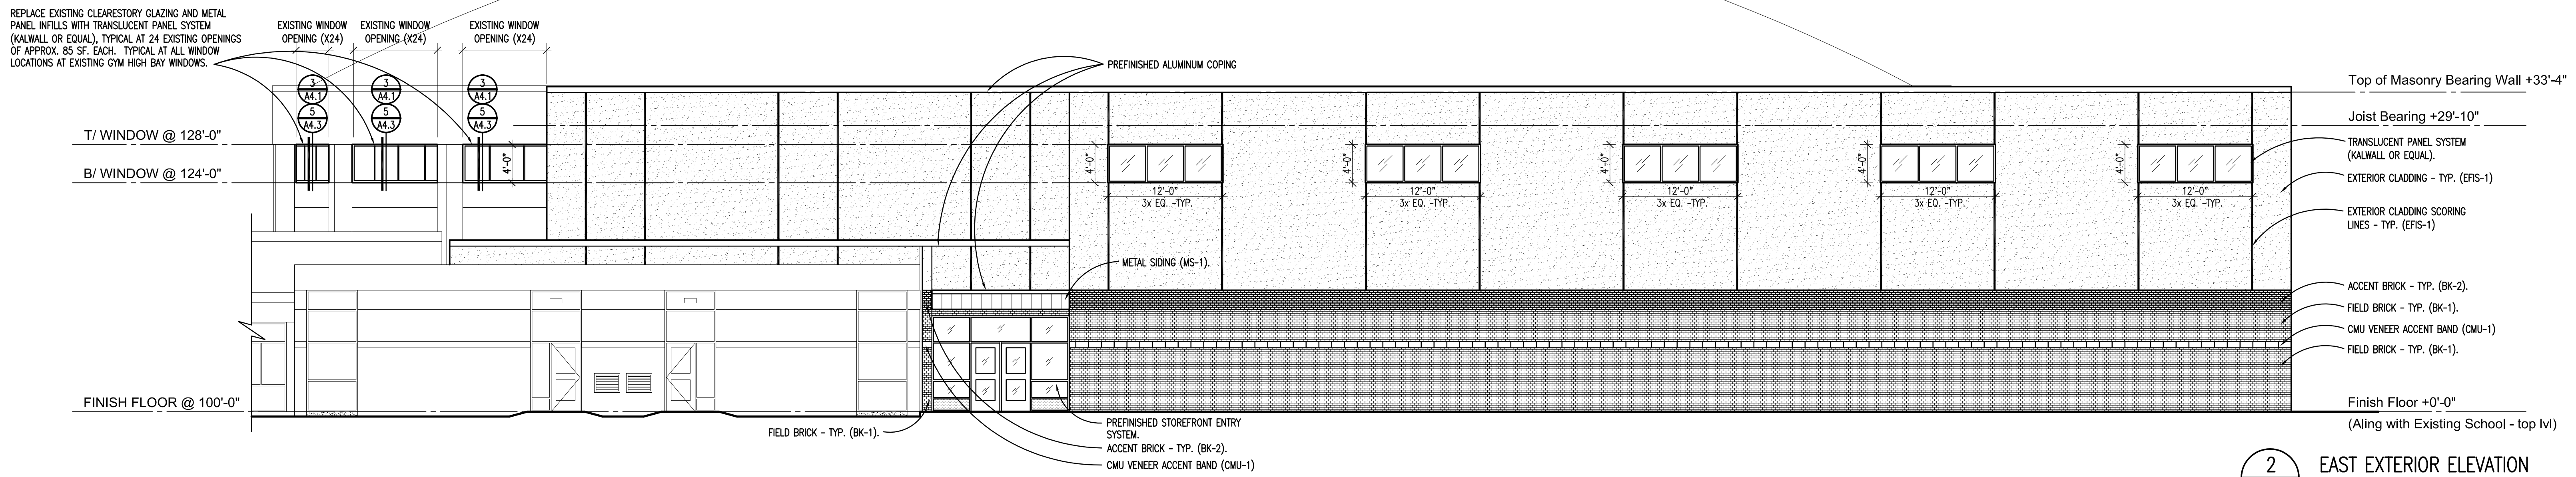 REPLACE EXISTING CLEARESTORY GLAZING AND METAL
PANEL INFILLS WITH TRANSLUCENT PANEL SYSTEM
(KALWALL OR EQUAL), TYPICAL AT 24 EXISTING OPENINGS
OF APPROX. 85 SF. EACH.  TYPICAL AT ALL WINDOW
LOCATIONS AT EXISTING GYM HIGH BAY WINDOWS.
EXISTING WINDOW
OPENING (X24)
EXISTING WINDOW
OPENING (X24)
EXISTING WINDOW
OPENING (X24)
3
A4.1
5
A4.3
3
A4.1
5
A4.3
3
A4.1
5
A4.3
PREFINISHED ALUMINUM COPING
Top of Masonry Bearing Wall +33'-4"
Joist Bearing +29'-10"
T/ WINDOW @ 128'-0"
B/ WINDOW @ 124'-0"
4'-0"
4'-0"
12'-0"
3x EQ. -TYP.
4'-0"
12'-0"
3x EQ. -TYP.
4'-0"
12'-0"
3x EQ. -TYP.
4'-0"
12'-0"
3x EQ. -TYP.
4'-0"
12'-0"
3x EQ. -TYP.
TRANSLUCENT PANEL SYSTEM
(KALWALL OR EQUAL).
EXTERIOR CLADDING - TYP. (EFIS-1)
EXTERIOR CLADDING SCORING
LINES - TYP. (EFIS-1)
METAL SIDING (MS-1).
ACCENT BRICK - TYP. (BK-2).
FIELD BRICK - TYP. (BK-1).
CMU VENEER ACCENT BAND (CMU-1)
FIELD BRICK - TYP. (BK-1).
FINISH FLOOR @ 100'-0"
Finish Floor +0'-0"
(Aling with Existing School - top lvl)
FIELD BRICK - TYP. (BK-1).
PREFINISHED STOREFRONT ENTRY
SYSTEM.
ACCENT BRICK - TYP. (BK-2).
CMU VENEER ACCENT BAND (CMU-1)
2
EAST EXTERIOR ELEVATION